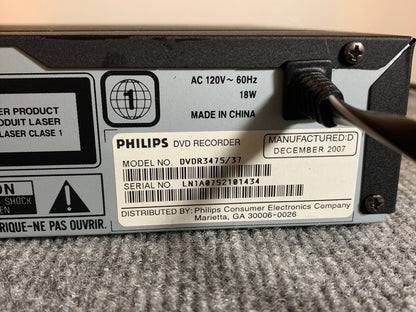 ER PRODUCT
ODUIT LASER
LASER CLASE 1
1
AC 120V~ 60Hz
18W
MADE IN CHINA
PHILIPS DVD RECORDER
MANUFACTURED:D
DECEMBER 2007
MODEL NO. DVDR3475/37
SERIAL NO. LN1A0752101434
DISTRIBUTED BY: Philips Consumer Electronics Company
Marietta, GA 30006-0026
ON
SHOCK
EN
RIQUE-NE PAS OUVRIR.